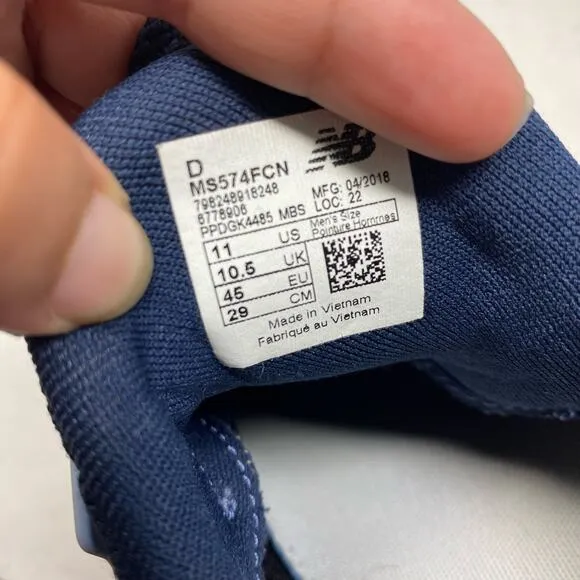 D
MS574FCN
798248918248
6778906
PPDGK4485 MBS
MFG: 04/2018
LOC: 22
Men's Size
Pointure Hommes
11 US
10.5 UK
45 EU
29 CM
Made in Vietnam
Fabriqué au Vietnam